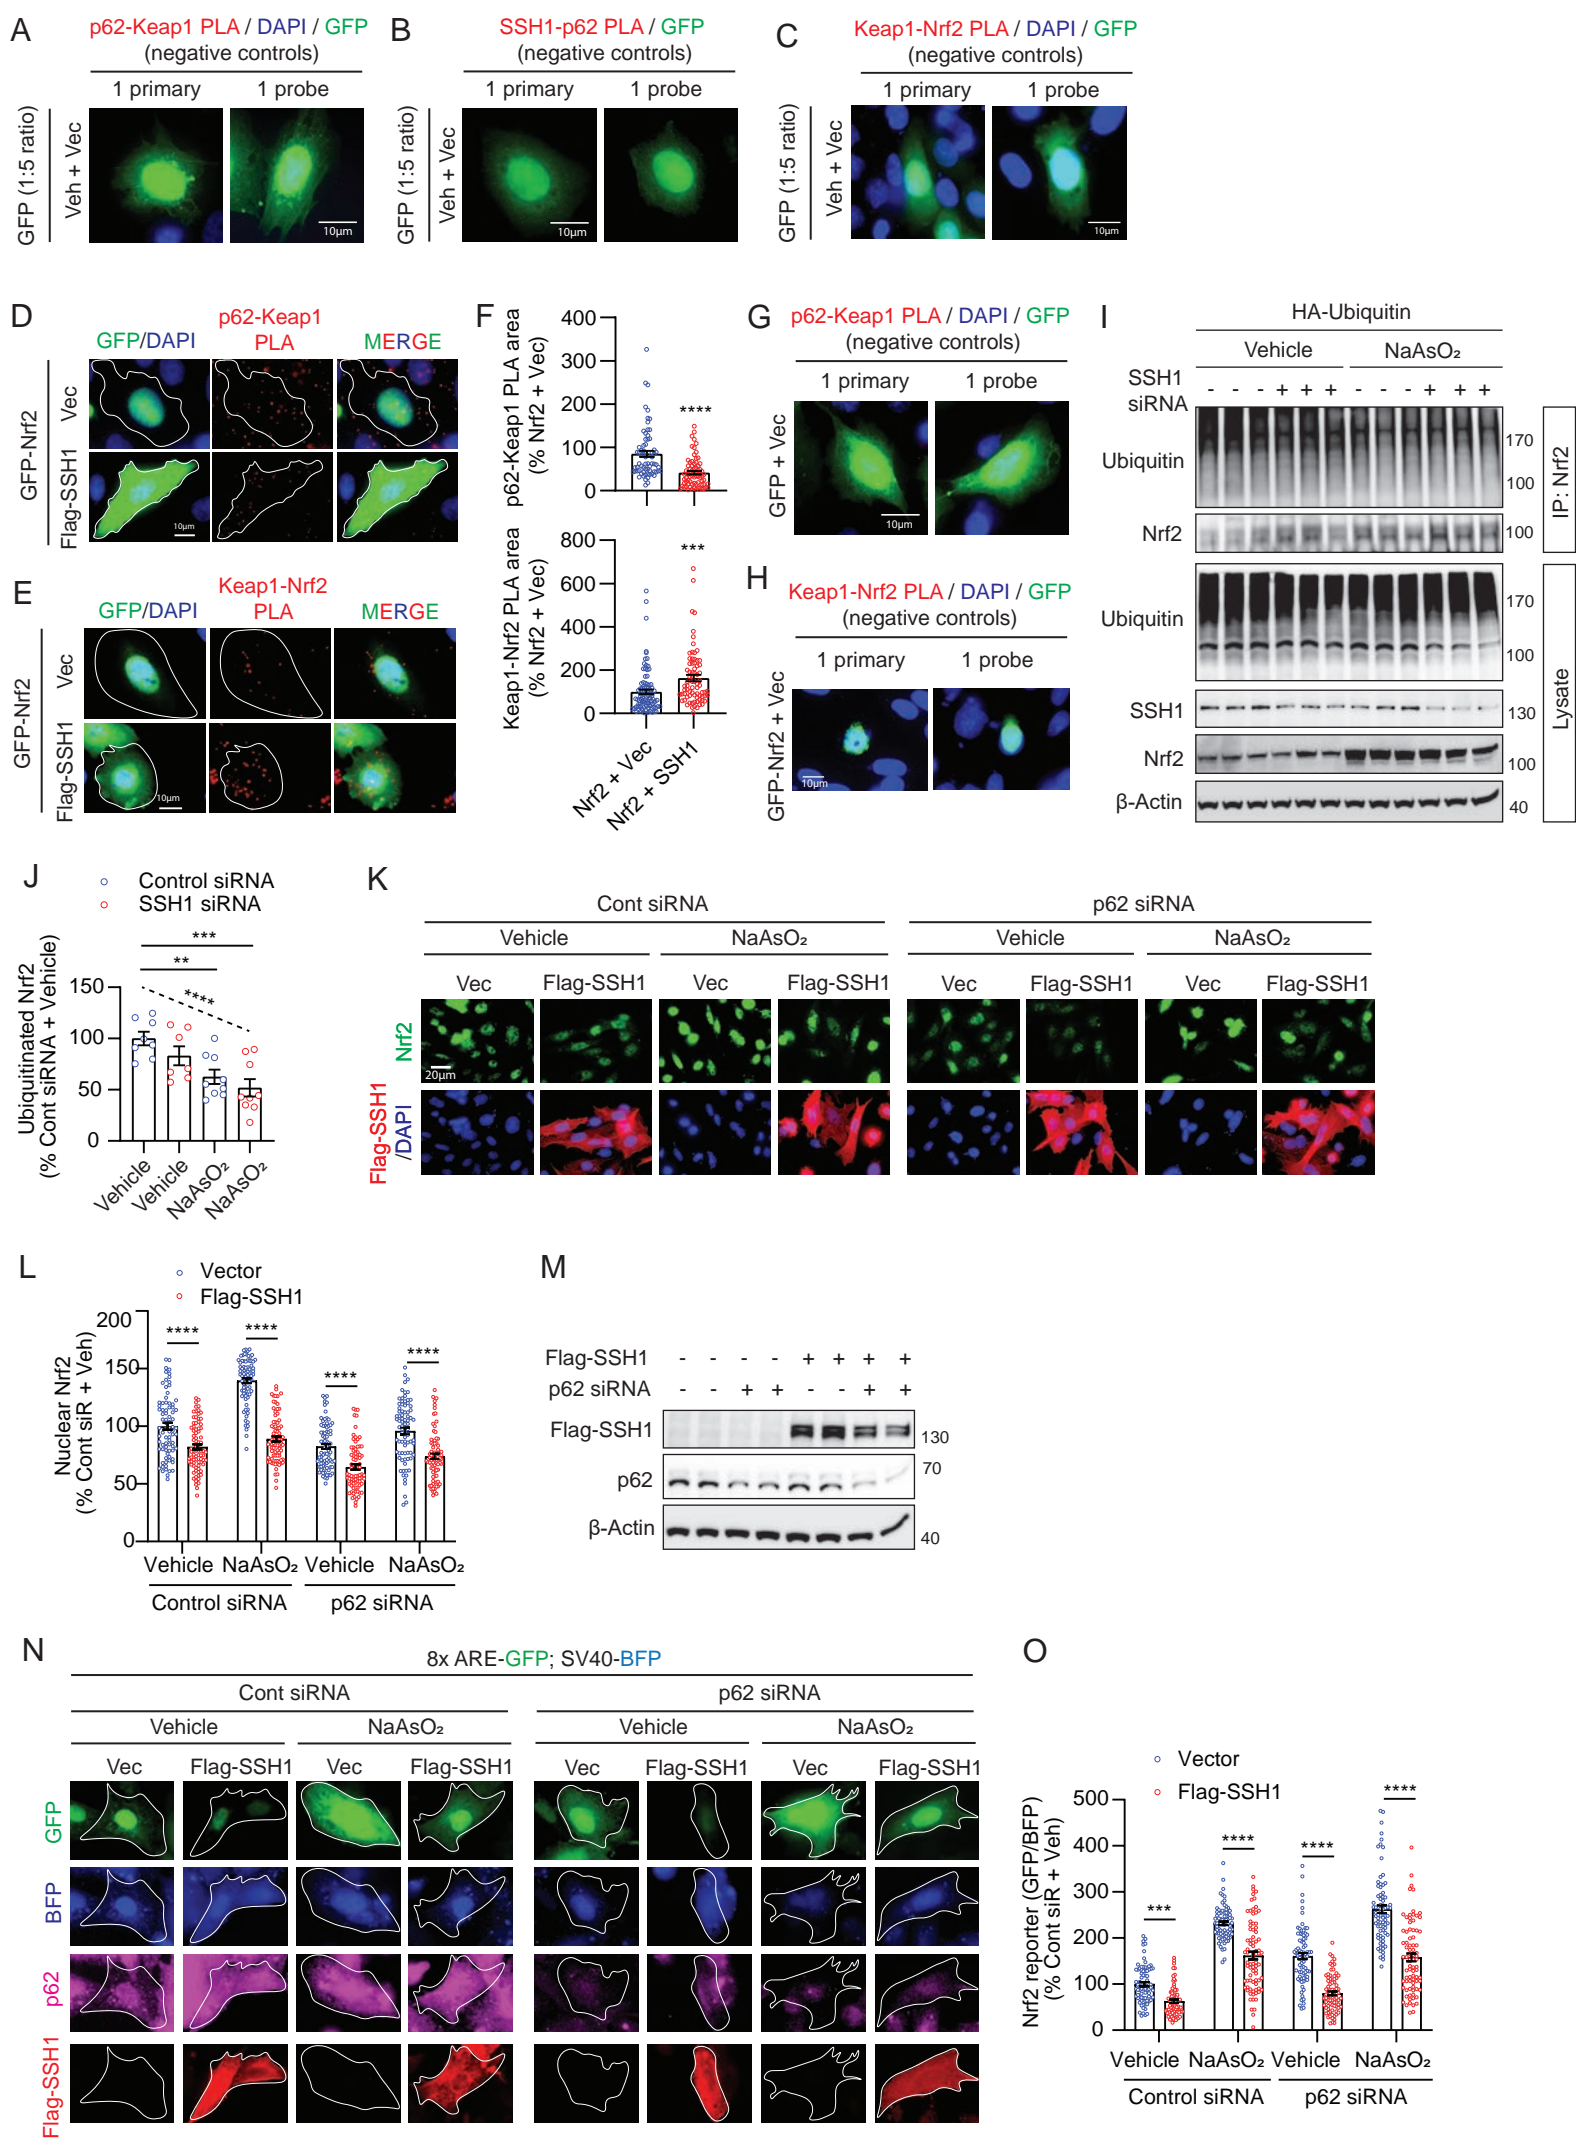 A
p62-Keap1 PLA / DAPI / GFP
(negative controls)
1 primary
1 probe
GFP (1:5 ratio)
Veh + Vec
10µm
B
SSH1-p62 PLA / GFP
(negative controls)
1 primary
1 probe
GFP (1:5 ratio)
Veh + Vec
10µm
C
Keap1-Nrf2 PLA / DAPI / GFP
(negative controls)
1 primary
1 probe
GFP (1:5 ratio)
Veh + Vec
10µm
D
GFP/DAPI
p62-Keap1
PLA
MERGE
GFP-Nrf2
Vec
Flag-SSH1
10µm
E
GFP/DAPI
Keap1-Nrf2
PLA
MERGE
GFP-Nrf2
Vec
Flag-SSH1
10µm
F
p62-Keap1 PLA area
(% Nrf2 + Vec)
400
300
200
100
0
****
Keap1-Nrf2 PLA area
(% Nrf2 + Vec)
800
600
400
200
0
***
Nrf2 + Vec
Nrf2 + SSH1
G
p62-Keap1 PLA / DAPI / GFP
(negative controls)
1 primary
1 probe
GFP + Vec
10µm
H
Keap1-Nrf2 PLA / DAPI / GFP
(negative controls)
1 primary
1 probe
GFP-Nrf2 + Vec
10µm
I
HA-Ubiquitin
Vehicle
NaAsO₂
SSH1
siRNA
- - - + + + - - - + + +
Ubiquitin
170
100
Nrf2
100
IP: Nrf2
Ubiquitin
170
100
SSH1
130
Nrf2
100
β-Actin
40
Lysate
J
Control siRNA
SSH1 siRNA
Ubiquitinated Nrf2
(% Cont siRNA + Vehicle)
150
100
50
0
***
**
****
Vehicle
Vehicle
NaAsO₂
NaAsO₂
K
Cont siRNA
p62 siRNA
Vehicle
NaAsO₂
Vehicle
NaAsO₂
Vec
Flag-SSH1
Vec
Flag-SSH1
Vec
Flag-SSH1
Vec
Flag-SSH1
Nrf2
20µm
Flag-SSH1
/DAPI
L
Vector
Flag-SSH1
Nuclear Nrf2
(% Cont siR + Veh)
200
150
100
50
0
****
****
****
****
Vehicle
NaAsO₂
Vehicle
NaAsO₂
Control siRNA
p62 siRNA
M
Flag-SSH1
- - - - + + + +
p62 siRNA
- - + + - - + +
Flag-SSH1
130
p62
70
β-Actin
40
N
8x ARE-GFP; SV40-BFP
Cont siRNA
p62 siRNA
Vehicle
NaAsO₂
Vehicle
NaAsO₂
Vec
Flag-SSH1
Vec
Flag-SSH1
Vec
Flag-SSH1
Vec
Flag-SSH1
GFP
BFP
p62
Flag-SSH1
O
Vector
Flag-SSH1
Nrf2 reporter (GFP/BFP)
(% Cont siR + Veh)
500
400
300
200
100
0
***
****
****
****
Vehicle
NaAsO₂
Vehicle
NaAsO₂
Control siRNA
p62 siRNA